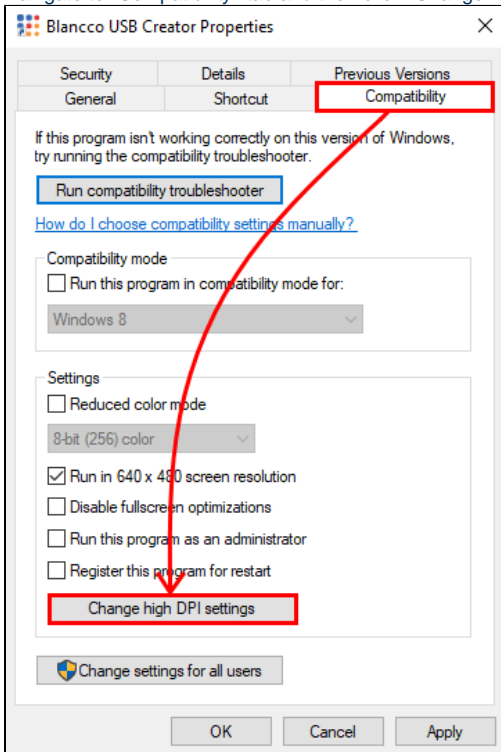 Blancco USB Creator Properties
Security Details Previous Versions
General Shortcut Compatibility
If this program isn't working correctly on this version of Windows,
try running the compatibility troubleshooter.
Run compatibility troubleshooter
How do I choose compatibility settings manually?
Compatibility mode
Run this program in compatibility mode for:
Windows 8
Settings
Reduced color mode
8-bit (256) color
Run in 640 x 480 screen resolution
Disable fullscreen optimizations
Run this program as an administrator
Register this program for restart
Change high DPI settings
Change settings for all users
OK Cancel Apply